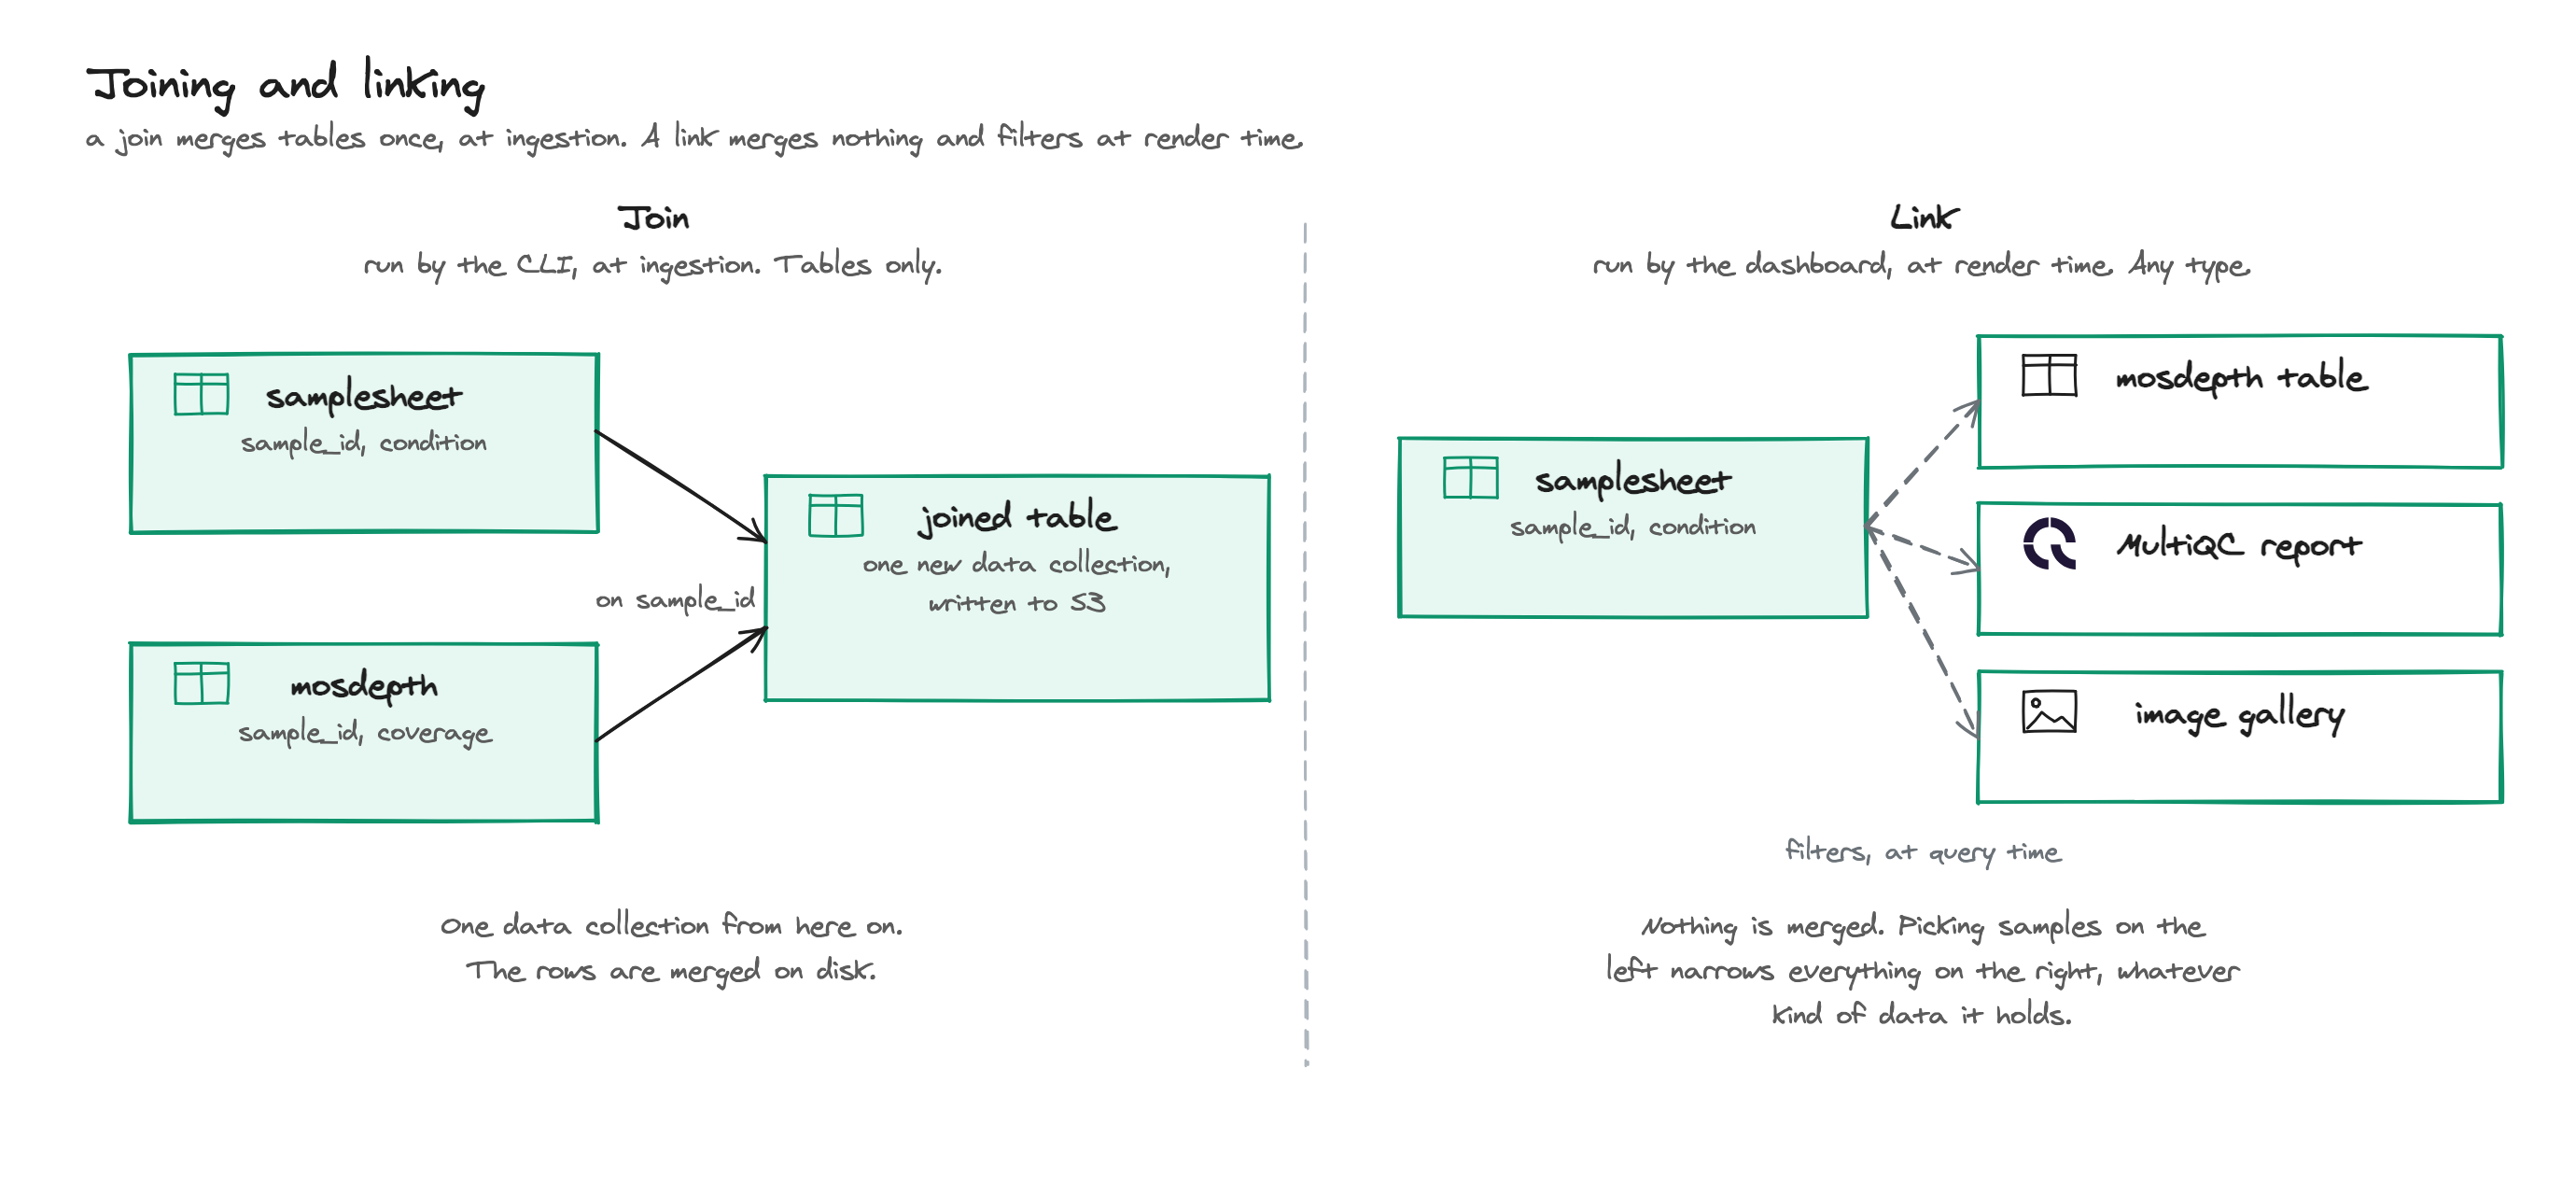 Joining and linking
a join merges tables once, at ingestion. A link merges nothing and filters at render time.
Join
run by the CLI, at ingestion. Tables only.
samplesheet
sample_id, condition
mosdepth
sample_id, coverage
on sample_id
joined table
one new data collection,
written to S3
One data collection from here on.
The rows are merged on disk.
Link
run by the dashboard, at render time. Any type.
samplesheet
sample_id, condition
mosdepth table
MultiQC report
image gallery
filters, at query time
Nothing is merged. Picking samples on the
left narrows everything on the right, whatever
kind of data it holds.